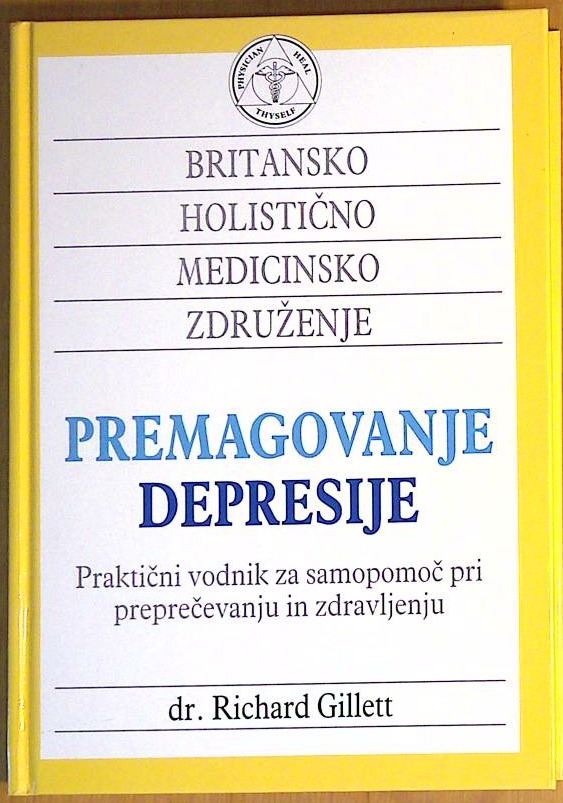 PHYSICIAN HEAL THYSELF
BRITANSKO
HOLISTIČNO
MEDICINSKO
ZDRUŽENJE
PREMAGOVANJE
DEPRESIJE
Praktični vodnik za samopomoč pri
preprečevanju in zdravljenju
dr. Richard Gillett